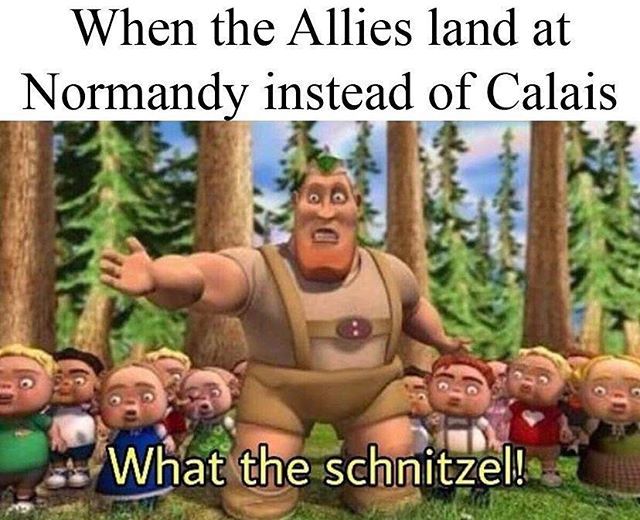 When the Allies land at
Normandy instead of Calais
What the schnitzel!